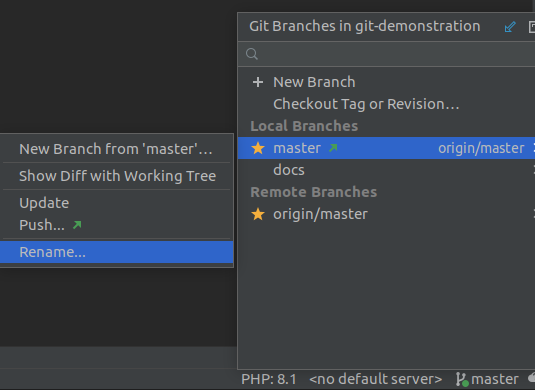 Git Branches in git-demonstration
New Branch
Checkout Tag or Revision...
Local Branches
master origin/master
docs
Remote Branches
origin/master
New Branch from 'master'...
Show Diff with Working Tree
Update
Push...
Rename...
PHP: 8.1 <no default server> master